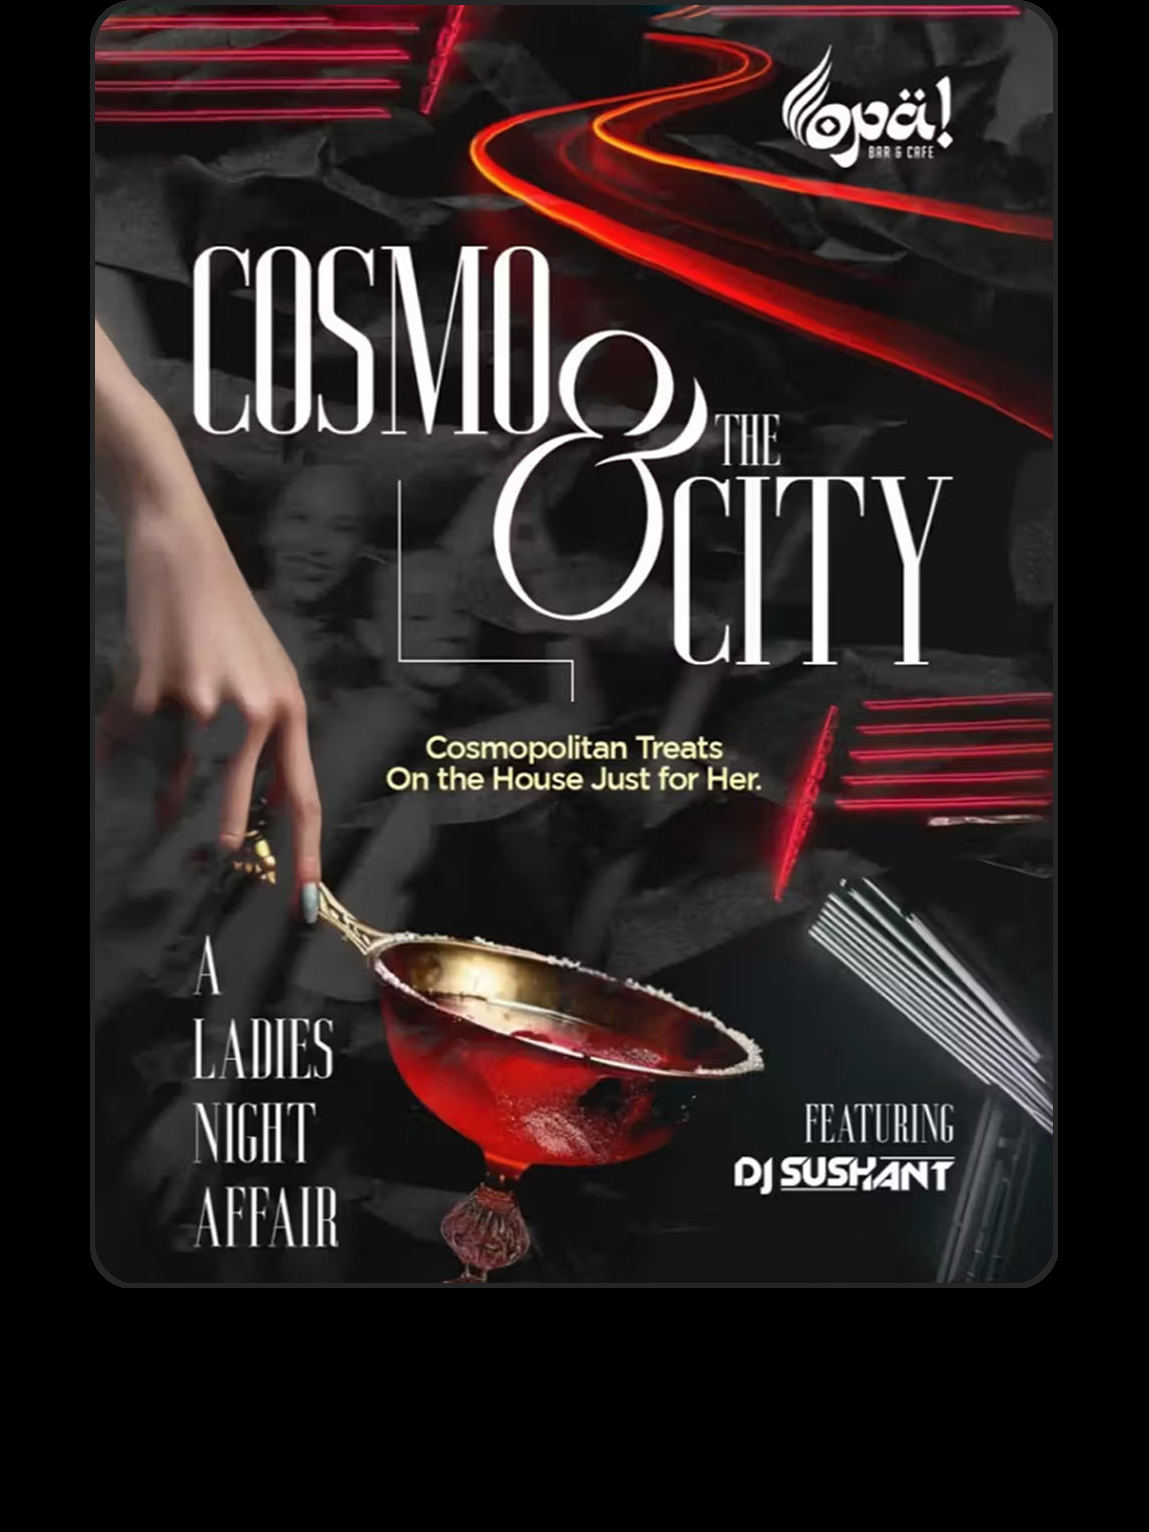 opä!
BAR & CAFE
COSMO
&
THE
CITY
Cosmopolitan Treats
On the House Just for Her.
A
LADIES
NIGHT
AFFAIR
FEATURING
DJ SUSHANT